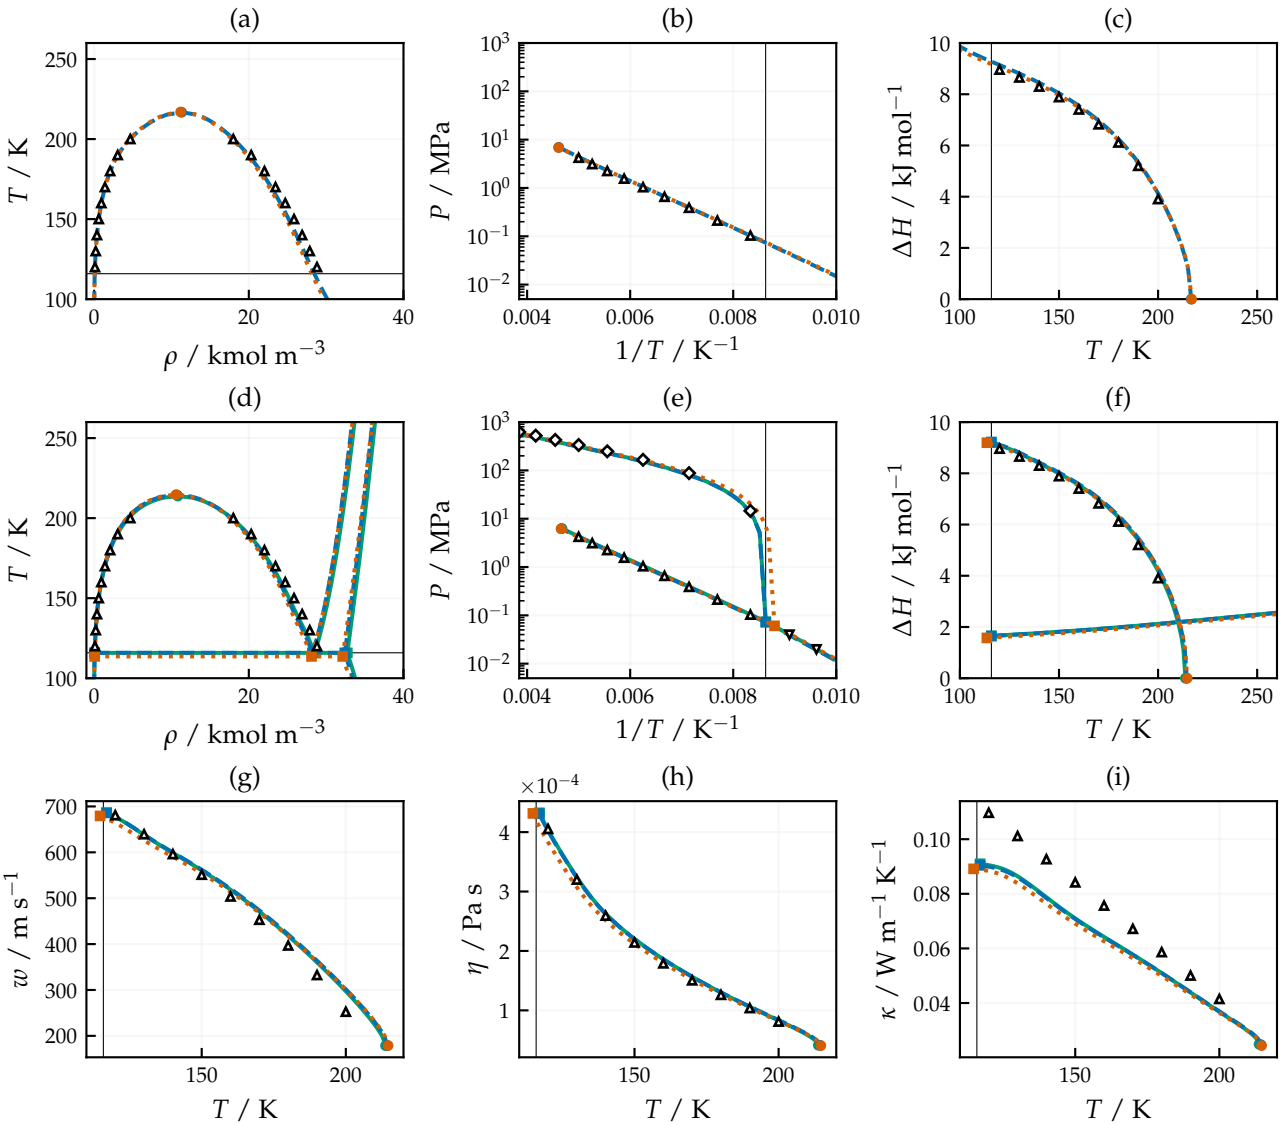 (a)
250
200
150
100
0
20
40
T / K
ρ / kmol m⁻³
(b)
10³
10²
10¹
10⁰
10⁻¹
10⁻²
0.004
0.006
0.008
0.010
P / MPa
1/T / K⁻¹
(c)
10
8
6
4
2
0
100
150
200
250
ΔH / kJ mol⁻¹
T / K
(d)
250
200
150
100
0
20
40
T / K
ρ / kmol m⁻³
(e)
10³
10²
10¹
10⁰
10⁻¹
10⁻²
0.004
0.006
0.008
0.010
P / MPa
1/T / K⁻¹
(f)
10
8
6
4
2
0
100
150
200
250
ΔH / kJ mol⁻¹
T / K
(g)
700
600
500
400
300
200
150
200
w / m s⁻¹
T / K
(h)
×10⁻⁴
4
3
2
1
150
200
η / Pa s
T / K
(i)
0.10
0.08
0.06
0.04
150
200
κ / W m⁻¹ K⁻¹
T / K